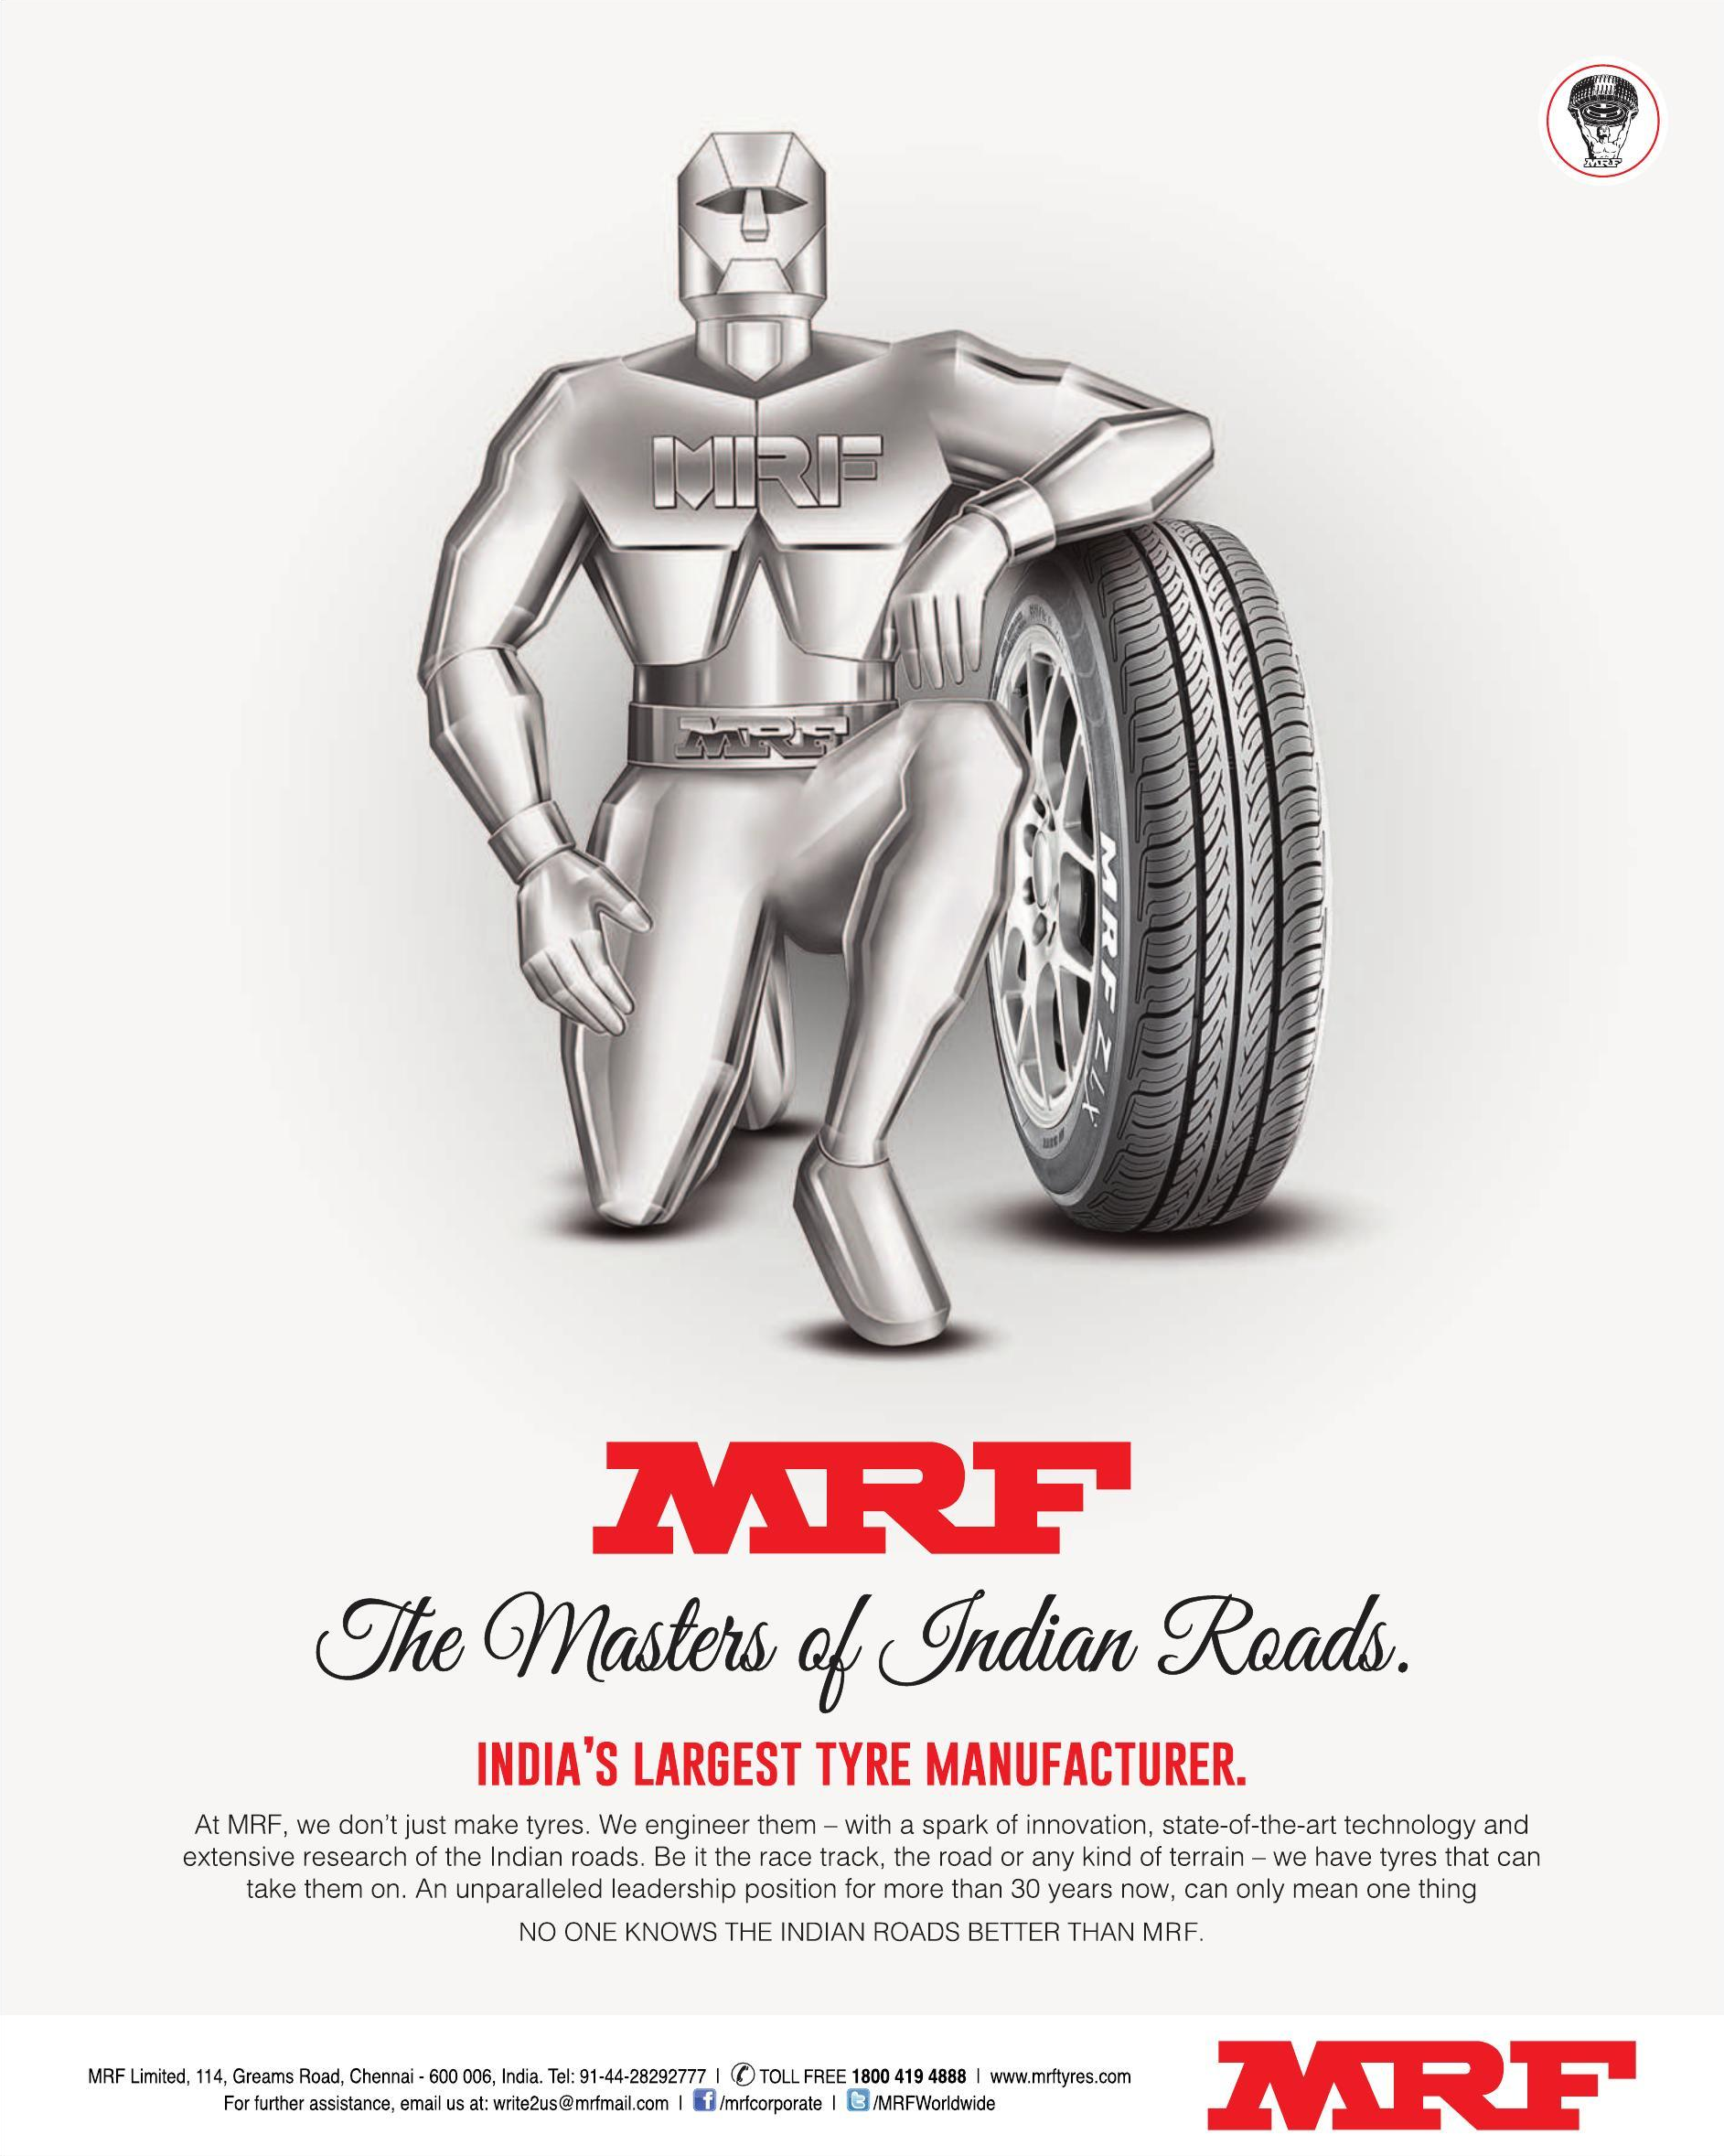 MRF
MRF
MRF
MRF ZLX
MRF
The Masters of Indian Roads.
INDIA'S LARGEST TYRE MANUFACTURER.
At MRF, we don't just make tyres. We engineer them – with a spark of innovation, state-of-the-art technology and
extensive research of the Indian roads. Be it the race track, the road or any kind of terrain – we have tyres that can
take them on. An unparalleled leadership position for more than 30 years now, can only mean one thing
NO ONE KNOWS THE INDIAN ROADS BETTER THAN MRF.
MRF Limited, 114, Greams Road, Chennai - 600 006, India. Tel: 91-44-28292777 | TOLL FREE 1800 419 4888 | www.mrftyres.com
For further assistance, email us at: write2us@mrfmail.com | f /mrfcorporate | /MRFWorldwide
MRF